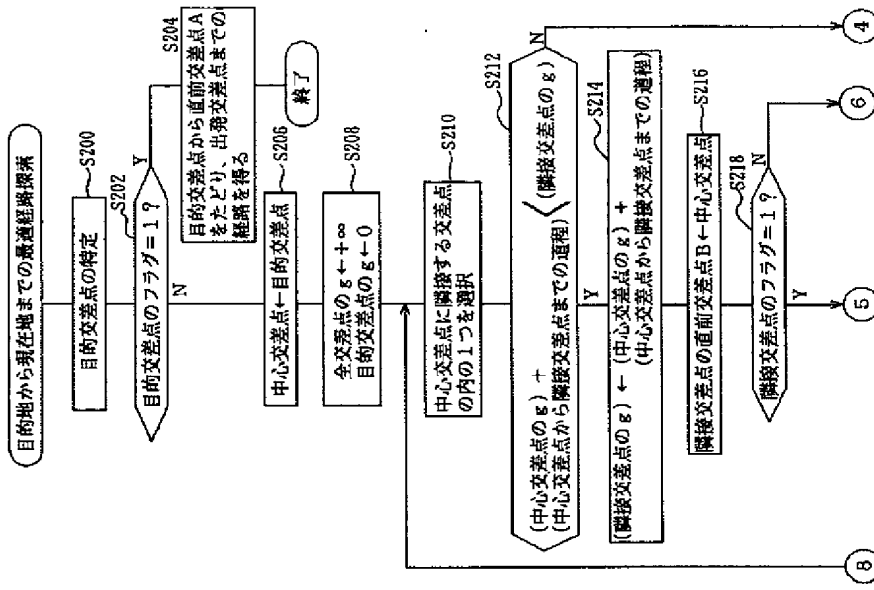 目的地から現在地までの最適経路探索
S200
目的交差点の特定
S202
目的交差点のフラグ=1?
Y
N
S204
目的交差点から直前交差点A
をたどり、出発交差点までの
経路を得る
終了
S206
中心交差点←目的交差点
S208
全交差点のg←+∞
目的交差点のg←0
S210
中心交差点に隣接する交差点
の内の1つを選択
S212
(中心交差点のg) +
(中心交差点から隣接交差点までの道程)
<
(隣接交差点のg)
N
④
Y
S214
(隣接交差点のg) ← (中心交差点のg) +
(中心交差点から隣接交差点までの道程)
S216
隣接交差点の直前交差点B←中心交差点
S218
隣接交差点のフラグ=1?
N
⑥
Y
⑤
⑧